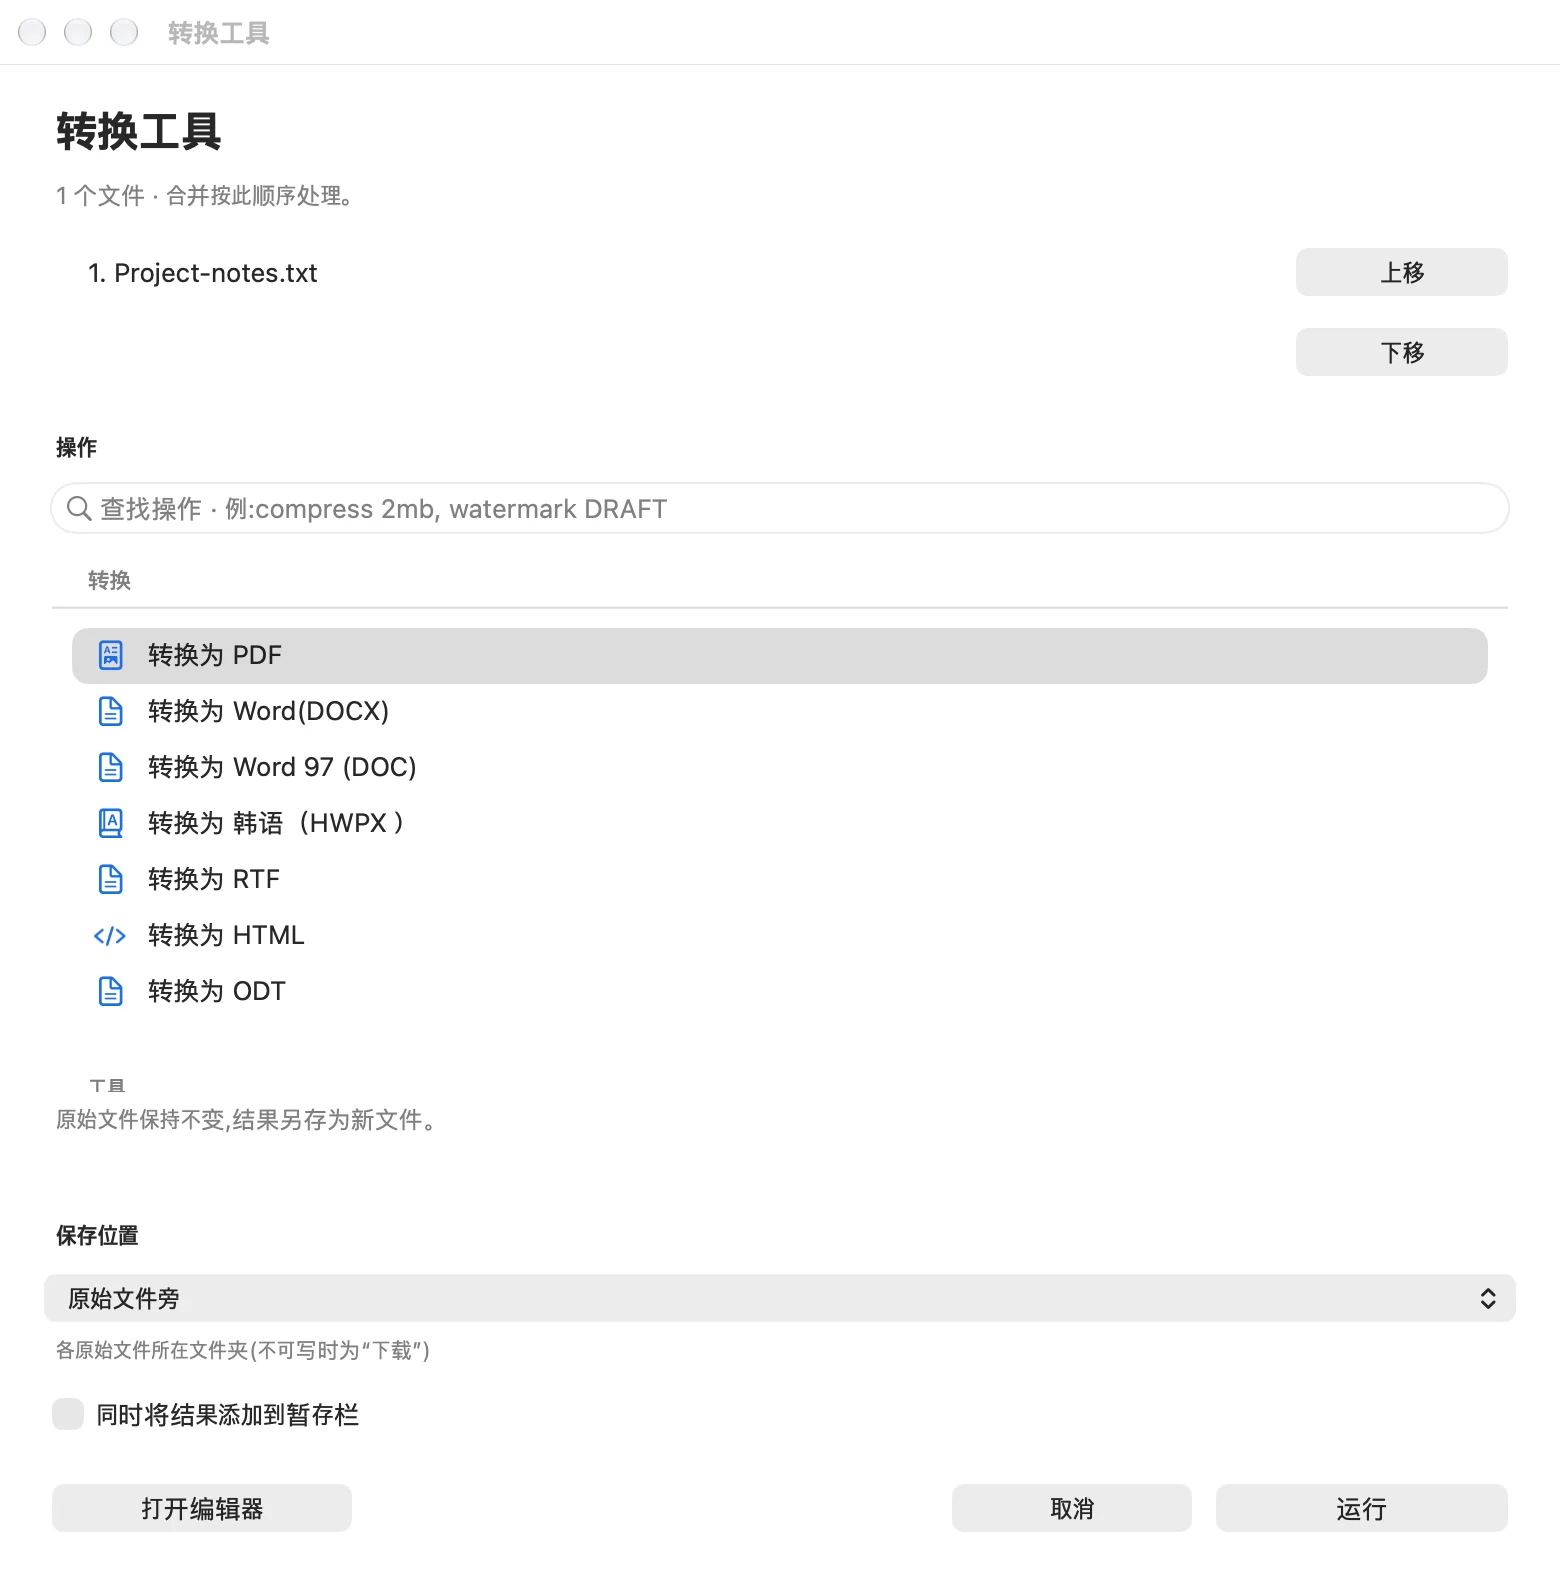 转换工具
转换工具
1 个文件 · 合并按此顺序处理。
1. Project-notes.txt
上移
下移
操作
查找操作 · 例:compress 2mb, watermark DRAFT
转换
转换为 PDF
转换为 Word(DOCX)
转换为 Word 97 (DOC)
转换为 韩语（HWPX ）
转换为 RTF
转换为 HTML
转换为 ODT
工具
原始文件保持不变,结果另存为新文件。
保存位置
原始文件旁
各原始文件所在文件夹(不可写时为“下载”)
同时将结果添加到暂存栏
打开编辑器
取消
运行